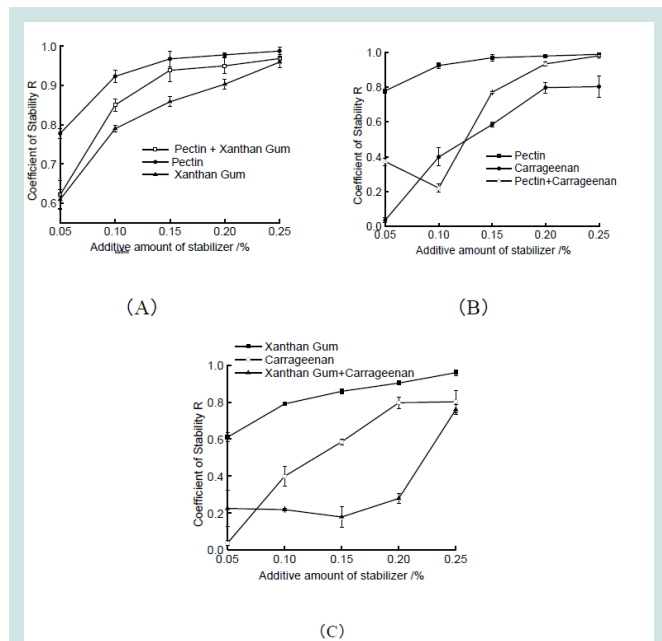 Coefficient of Stability R
1.0
0.9
0.8
0.7
0.6
Pectin + Xanthan Gum
Pectin
Xanthan Gum
0.05 0.10 0.15 0.20 0.25
Additive amount of stabilizer /%
(A)
Coefficient of Stability R
1.0
0.8
0.6
0.4
0.2
0.0
Pectin
Carrageenan
Pectin+Carrageenan
0.05 0.10 0.15 0.20 0.25
Additive amount of stabilizer /%
(B)
Xanthan Gum
Carrageenan
Xanthan Gum+Carrageenan
Coefficient of Stability R
1.0
0.8
0.6
0.4
0.2
0.0
0.05 0.10 0.15 0.20 0.25
Additive amount of stabilizer /%
(C)